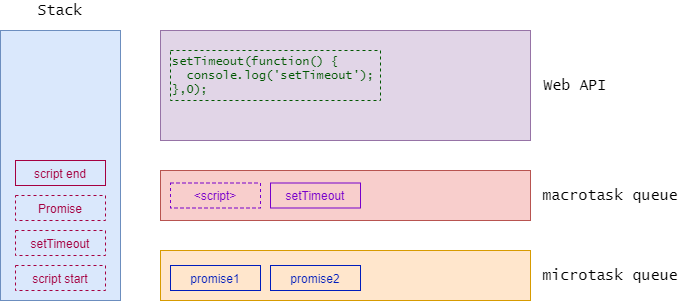 Stack
script end
Promise
setTimeout
script start
setTimeout(function() {
  console.log('setTimeout');
},0);
Web API
<script>
setTimeout
macrotask queue
promise1
promise2
microtask queue